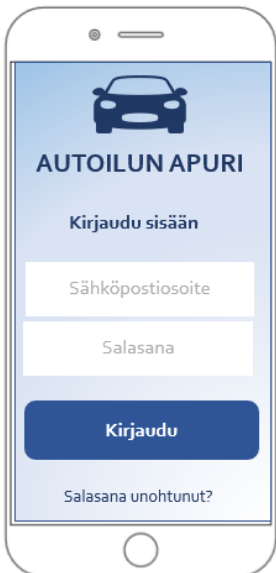 AUTOILUN APURI
Kirjaudu sisään
Sähköpostiosoite
Salasana
Kirjaudu
Salasana unohtunut?